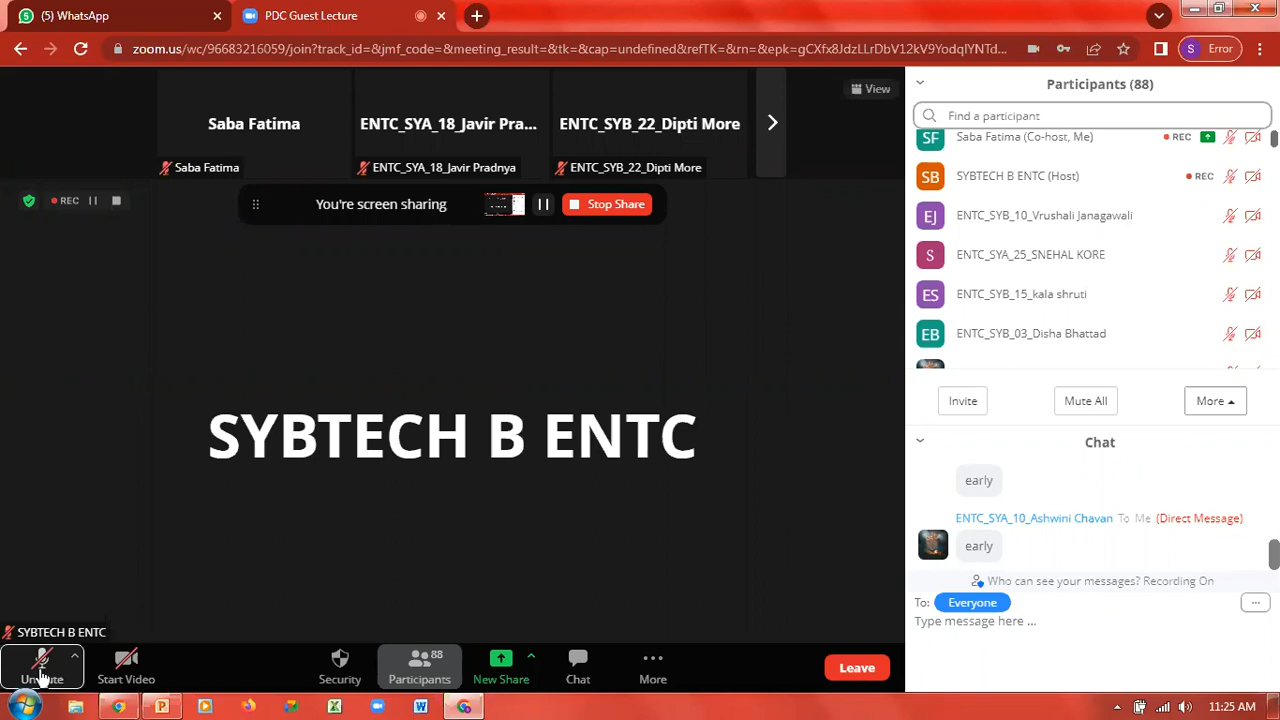 (5) WhatsApp
PDC Guest Lecture
zoom.us/wc/96683216059/join?track_id=&jmf_code=&meeting_result=&tk=&cap=undefined&refTK=&rn=&epk=gCXfx8JdzLLrDbV12kV9YodqlYNTd...
S Error
Saba Fatima
ENTC_SYA_18_Javir Pra...
ENTC_SYB_22_Dipti More
View
Saba Fatima
ENTC_SYA_18_Javir Pradnya
ENTC_SYB_22_Dipti More
REC
You're screen sharing
Stop Share
SYBTECH B ENTC
SYBTECH B ENTC
Participants (88)
Find a participant
SF Saba Fatima (Co-host, Me) REC
SB SYBTECH B ENTC (Host) REC
EJ ENTC_SYB_10_Vrushali Janagawali
S ENTC_SYA_25_SNEHAL KORE
ES ENTC_SYB_15_kala shruti
EB ENTC_SYB_03_Disha Bhattad
Invite
Mute All
More
Chat
early
ENTC_SYA_10_Ashwini Chavan To Me (Direct Message)
early
Who can see your messages? Recording On
To: Everyone
...
Type message here ...
Unmute
Start Video
Security
88
Participants
New Share
Chat
More
Leave
11:25 AM